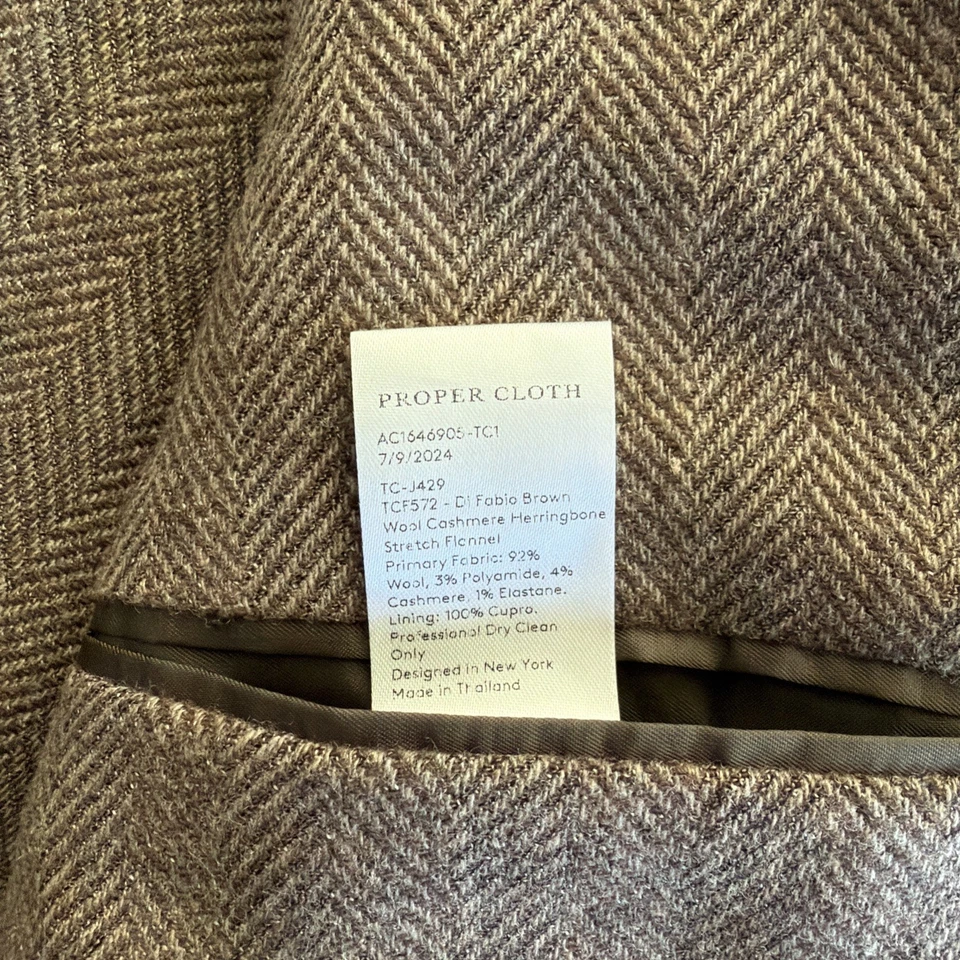 PROPER CLOTH
AC1646905-TC1
7/9/2024
TC-J429
TCF572 - Di Fabio Brown
Wool Cashmere Herringbone
Stretch Flannel
Primary Fabric: 92%
Wool, 3% Polyamide, 4%
Cashmere, 1% Elastane.
Lining: 100% Cupro.
Professional Dry Clean
Only
Designed in New York
Made in Thailand